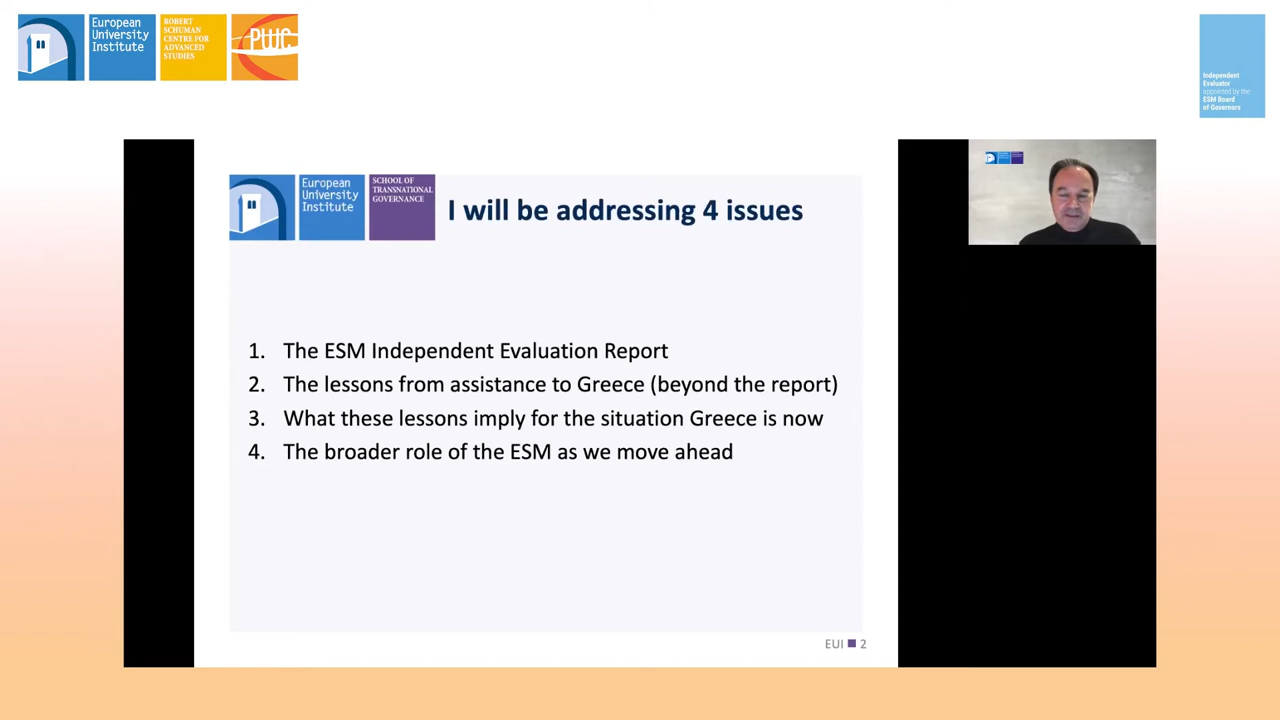 European
University
Institute
ROBERT
SCHUMAN
CENTRE FOR
ADVANCED
STUDIES
PWC
Independent
Evaluator
appointed by the
ESM Board
of Governors
European
University
Institute
SCHOOL OF
TRANSNATIONAL
GOVERNANCE
I will be addressing 4 issues
1. The ESM Independent Evaluation Report
2. The lessons from assistance to Greece (beyond the report)
3. What these lessons imply for the situation Greece is now
4. The broader role of the ESM as we move ahead
EUI 2